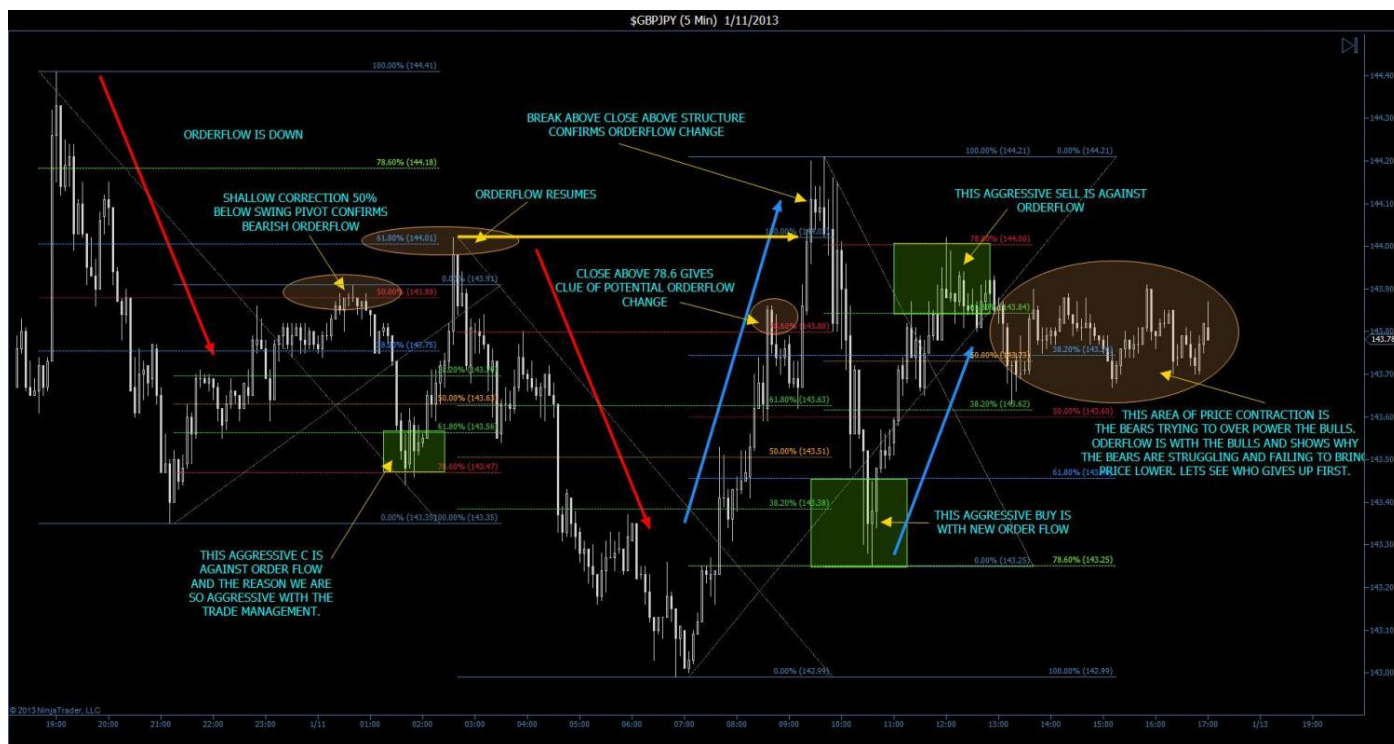 $GBPJPY (5 Min) 1/11/2013
100.00% (144.41)
ORDERFLOW IS DOWN
78.60% (144.18)
SHALLOW CORRECTION 50%
BELOW SWING PIVOT CONFIRMS
BEARISH ORDERFLOW
ORDERFLOW RESUMES
61.80% (144.01)
50.00% (143.88)
0.00% (143.91)
38.20% (143.75)
50.00% (143.63)
61.80% (143.56)
78.60% (143.47)
0.00% (143.35)
100.00% (143.35)
THIS AGGRESSIVE C IS
AGAINST ORDER FLOW
AND THE REASON WE ARE
SO AGGRESSIVE WITH THE
TRADE MANAGEMENT.
BREAK ABOVE CLOSE ABOVE STRUCTURE
CONFIRMS ORDERFLOW CHANGE
CLOSE ABOVE 78.6 GIVES
CLUE OF POTENTIAL ORDERFLOW
CHANGE
61.80% (143.63)
50.00% (143.51)
38.20% (143.38)
0.00% (142.99)
100.00% (144.21)
0.00% (144.21)
THIS AGGRESSIVE SELL IS AGAINST
ORDERFLOW
78.60% (144.00)
38.20% (143.62)
50.00% (143.60)
61.80%
THIS AREA OF PRICE CONTRACTION IS
THE BEARS TRYING TO OVER POWER THE BULLS.
ODERFLOW IS WITH THE BULLS AND SHOWS WHY
THE BEARS ARE STRUGGLING AND FAILING TO BRING
PRICE LOWER. LETS SEE WHO GIVES UP FIRST.
THIS AGGRESSIVE BUY IS
WITH NEW ORDER FLOW
0.00% (143.25)
78.60% (143.25)
100.00% (142.99)
144.40
144.30
144.20
144.10
144.00
143.90
143.78
143.70
143.60
143.50
143.40
143.30
143.20
143.10
143.00
© 2013 NinjaTrader, LLC
19:00 20:00 21:00 22:00 23:00 1/11 01:00 02:00 03:00 04:00 05:00 06:00 07:00 08:00 09:00 10:00 11:00 12:00 13:00 14:00 15:00 16:00 17:00 1/13 19:00